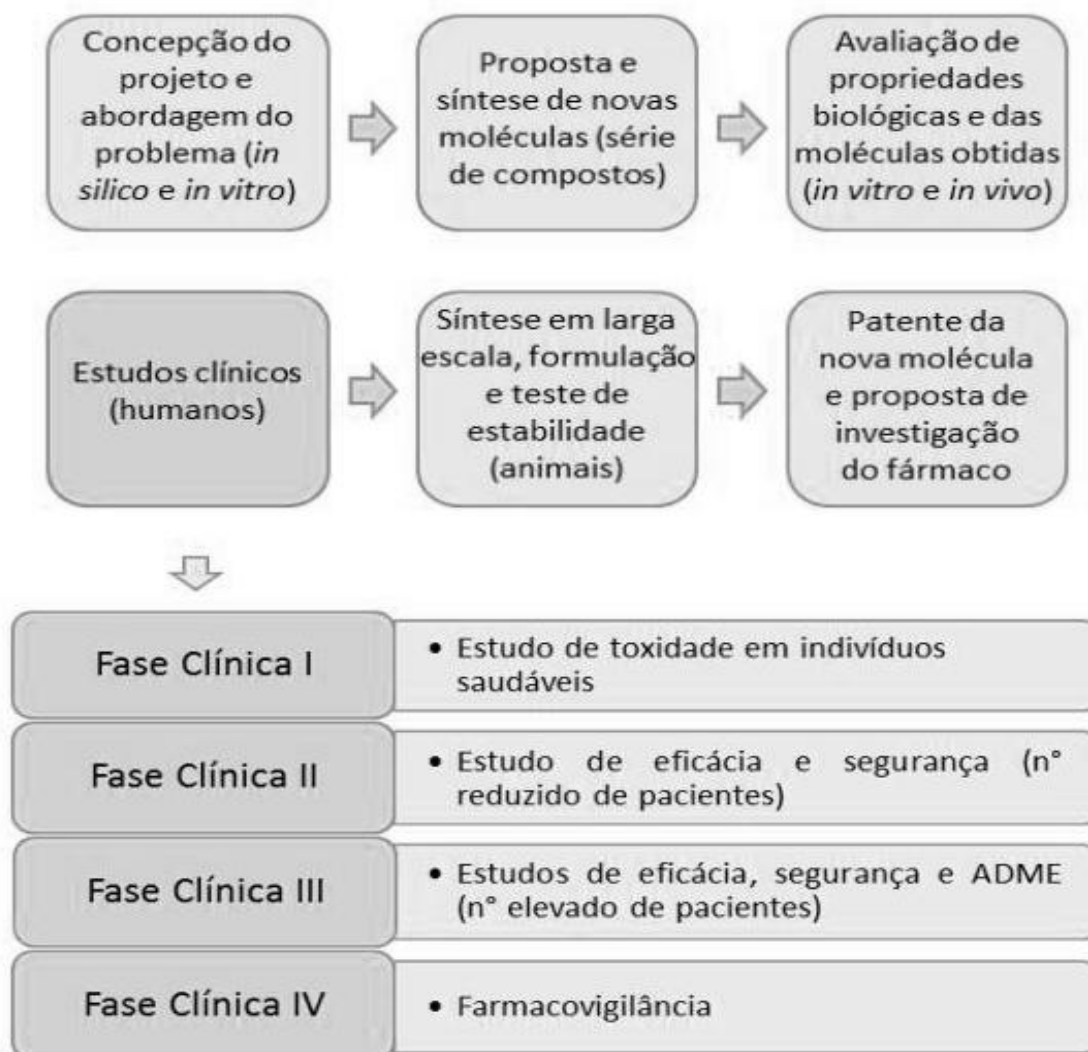 Concepção do
projeto e
abordagem do
problema (in
silico e in vitro)
Proposta e
síntese de novas
moléculas (série
de compostos)
Avaliação de
propriedades
biológicas e das
moléculas obtidas
(in vitro e in vivo)
Estudos clínicos
(humanos)
Síntese em larga
escala, formulação
e teste de
estabilidade
(animais)
Patente da
nova molécula
e proposta de
investigação
do fármaco
Fase Clínica I
• Estudo de toxidade em indivíduos
saudáveis
Fase Clínica II
• Estudo de eficácia e segurança (n°
reduzido de pacientes)
Fase Clínica III
• Estudos de eficácia, segurança e ADME
(n° elevado de pacientes)
Fase Clínica IV
• Farmacovigilância